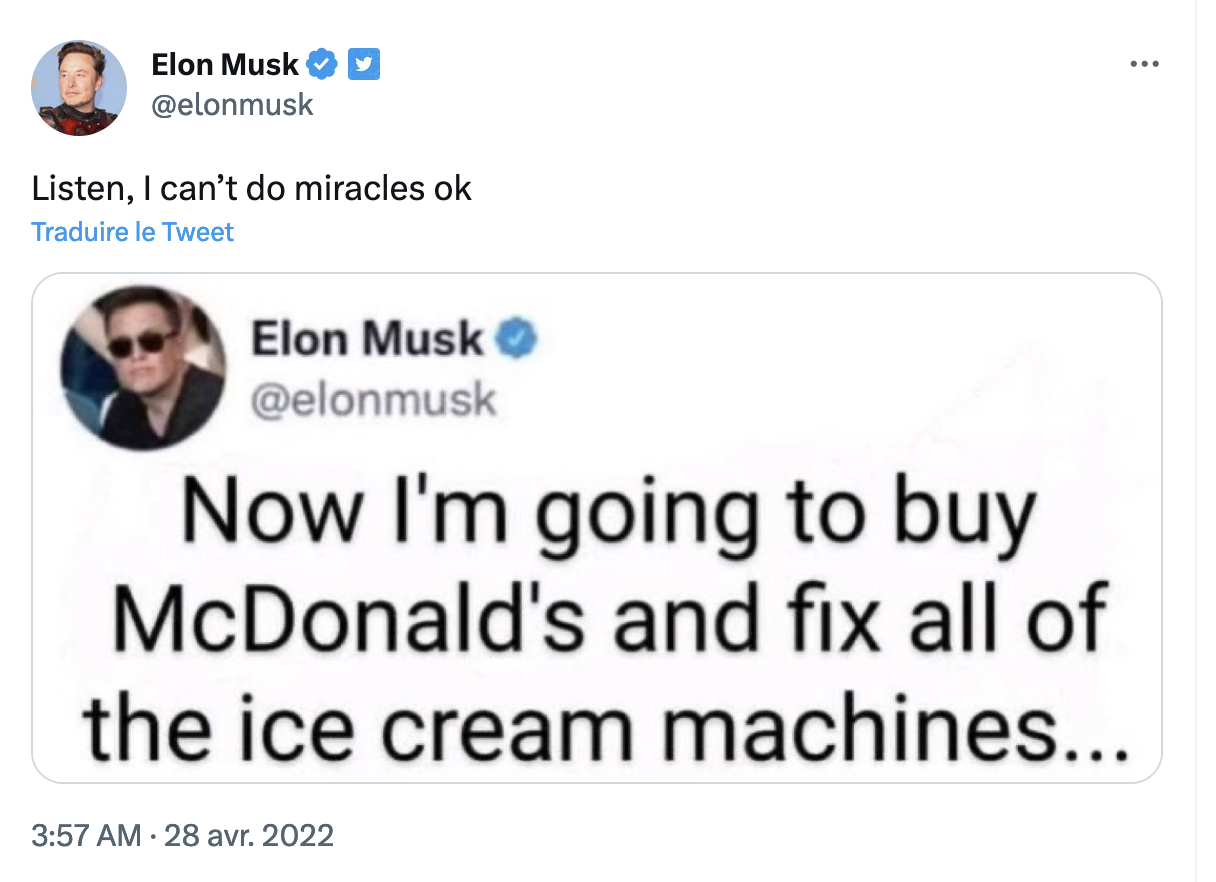 Elon Musk
@elonmusk
Listen, I can’t do miracles ok
Traduire le Tweet
Elon Musk
@elonmusk
Now I'm going to buy
McDonald's and fix all of
the ice cream machines...
3:57 AM · 28 avr. 2022